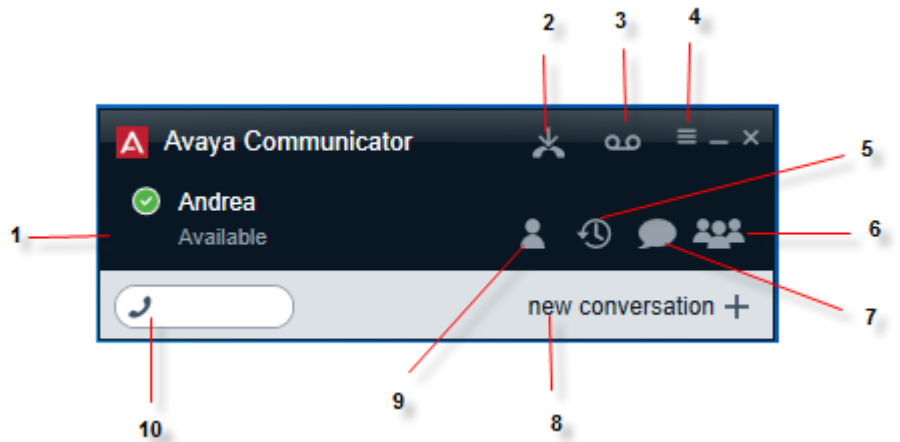 2
3
4
Avaya Communicator
5
Andrea
1
Available
6
new conversation
7
9
8
10